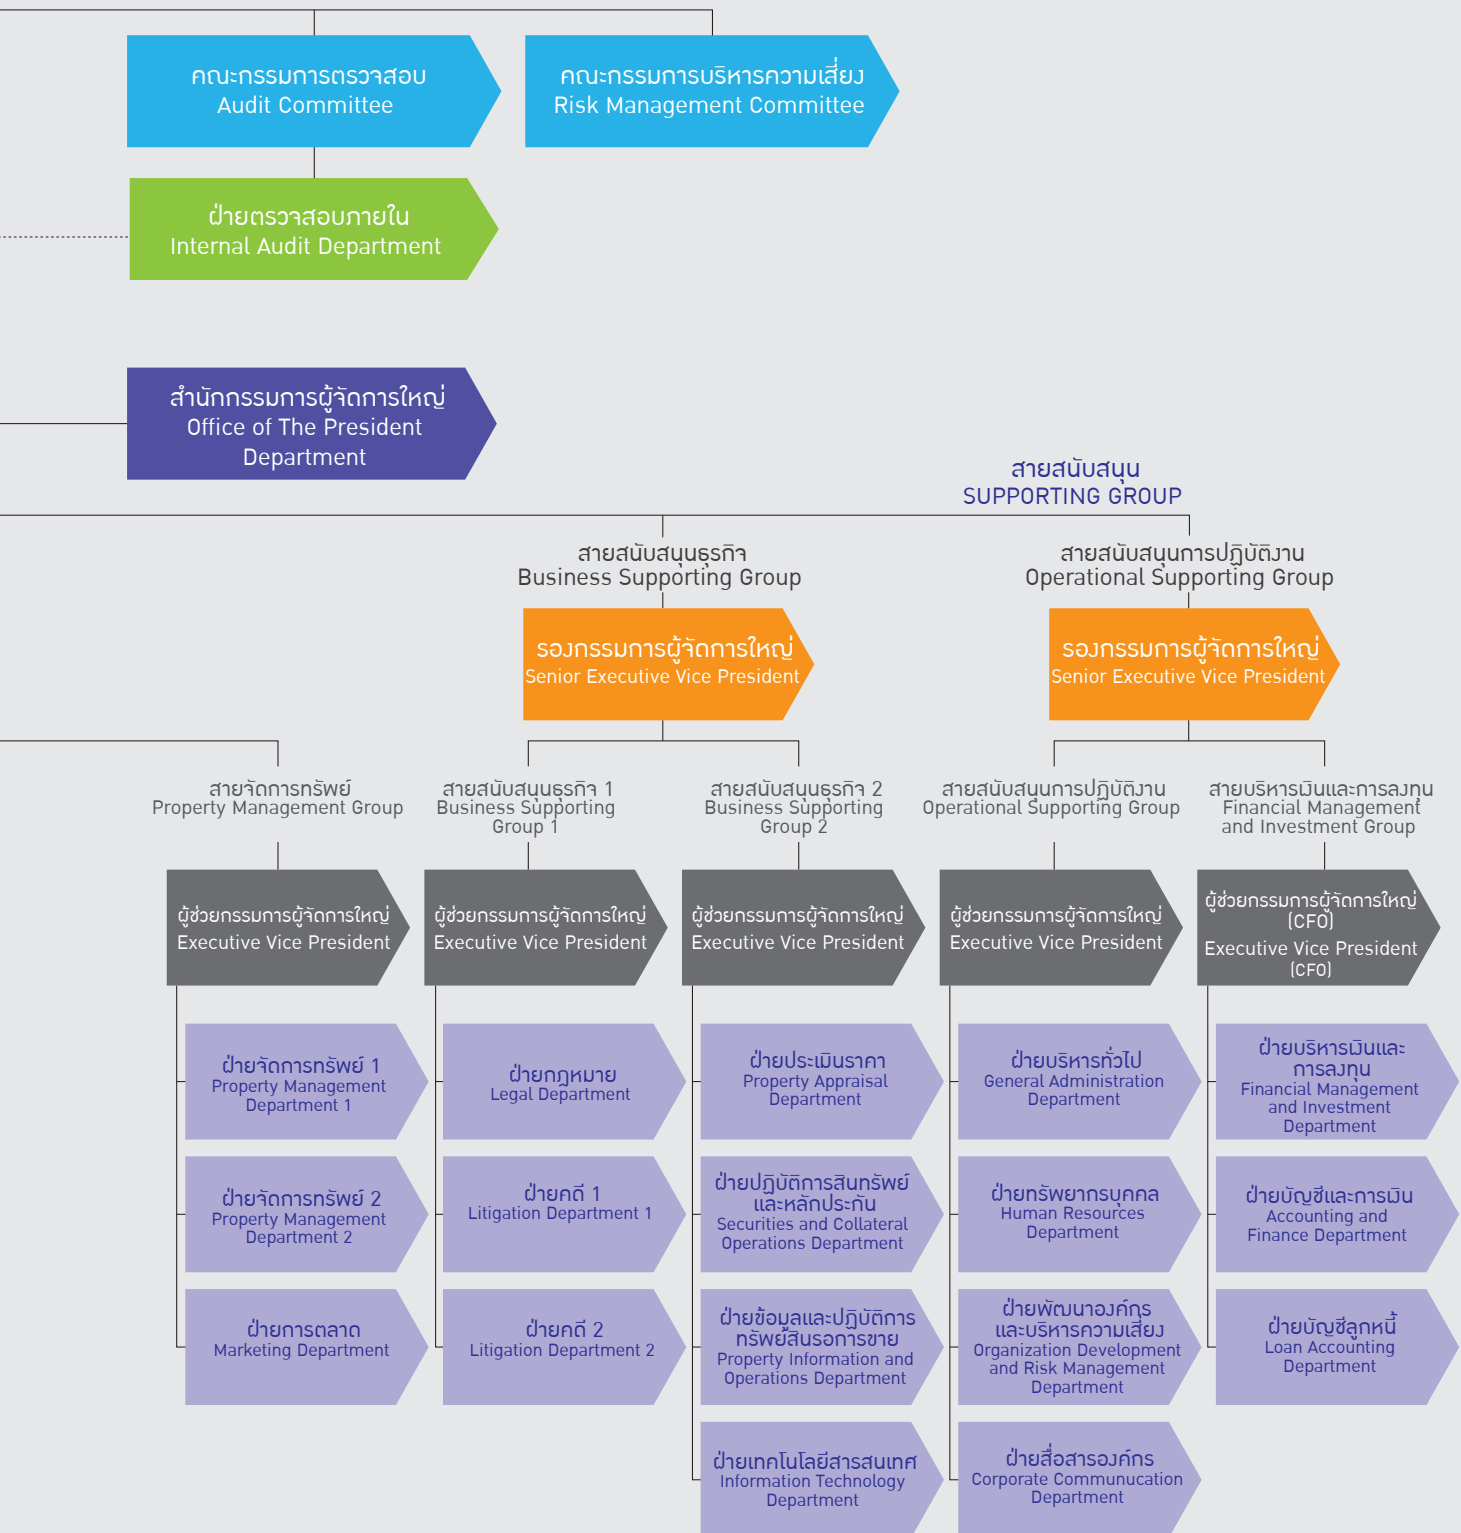 คณะกรรมการตรวจสอบ
Audit Committee
คณะกรรมการบริหารความเสี่ยง
Risk Management Committee
ฝ่ายตรวจสอบภายใน
Internal Audit Department
สำนักกรรมการผู้จัดการใหญ่
Office of The President
Department
สายสนับสนุน
SUPPORTING GROUP
สายสนับสนุนธุรกิจ
Business Supporting Group
สายสนับสนุนการปฏิบัติงาน
Operational Supporting Group
รองกรรมการผู้จัดการใหญ่
Senior Executive Vice President
รองกรรมการผู้จัดการใหญ่
Senior Executive Vice President
สายจัดการทรัพย์
Property Management Group
สายสนับสนุนธุรกิจ 1
Business Supporting
Group 1
สายสนับสนุนธุรกิจ 2
Business Supporting
Group 2
สายสนับสนุนการปฏิบัติงาน
Operational Supporting Group
สายบริหารเงินและการลงทุน
Financial Management
and Investment Group
ผู้ช่วยกรรมการผู้จัดการใหญ่
Executive Vice President
ผู้ช่วยกรรมการผู้จัดการใหญ่
Executive Vice President
ผู้ช่วยกรรมการผู้จัดการใหญ่
Executive Vice President
ผู้ช่วยกรรมการผู้จัดการใหญ่
Executive Vice President
ผู้ช่วยกรรมการผู้จัดการใหญ่
(CFO)
Executive Vice President
(CFO)
ฝ่ายจัดการทรัพย์ 1
Property Management
Department 1
ฝ่ายจัดการทรัพย์ 2
Property Management
Department 2
ฝ่ายการตลาด
Marketing Department
ฝ่ายกฎหมาย
Legal Department
ฝ่ายคดี 1
Litigation Department 1
ฝ่ายคดี 2
Litigation Department 2
ฝ่ายประเมินราคา
Property Appraisal
Department
ฝ่ายปฏิบัติการสินทรัพย์
และหลักประกัน
Securities and Collateral
Operations Department
ฝ่ายข้อมูลและปฏิบัติการ
ทรัพย์สินรอการขาย
Property Information and
Operations Department
ฝ่ายเทคโนโลยีสารสนเทศ
Information Technology
Department
ฝ่ายบริหารทั่วไป
General Administration
Department
ฝ่ายทรัพยากรบุคคล
Human Resources
Department
ฝ่ายพัฒนาองค์กร
และบริหารความเสี่ยง
Organization Development
and Risk Management
Department
ฝ่ายสื่อสารองค์กร
Corporate Communucation
Department
ฝ่ายบริหารเงินและ
การลงทุน
Financial Management
and Investment
Department
ฝ่ายบัญชีและการเงิน
Accounting and
Finance Department
ฝ่ายบัญชีลูกหนี้
Loan Accounting
Department